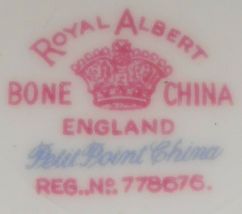 ROYAL ALBERT
BONE CHINA
ENGLAND
Petit Point China
REG..No 778676.